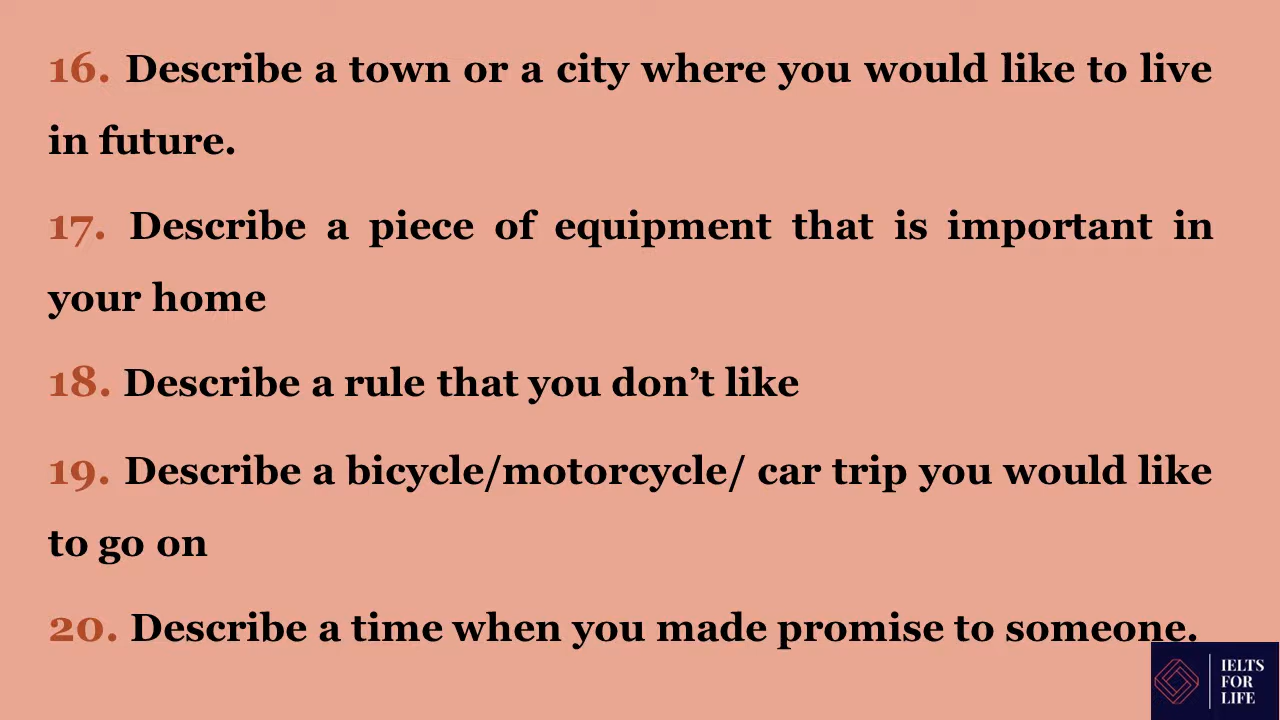 16. Describe a town or a city where you would like to live
in future.
17. Describe a piece of equipment that is important in
your home
18. Describe a rule that you don’t like
19. Describe a bicycle/motorcycle/ car trip you would like
to go on
20. Describe a time when you made promise to someone.
IELTS
FOR
LIFE